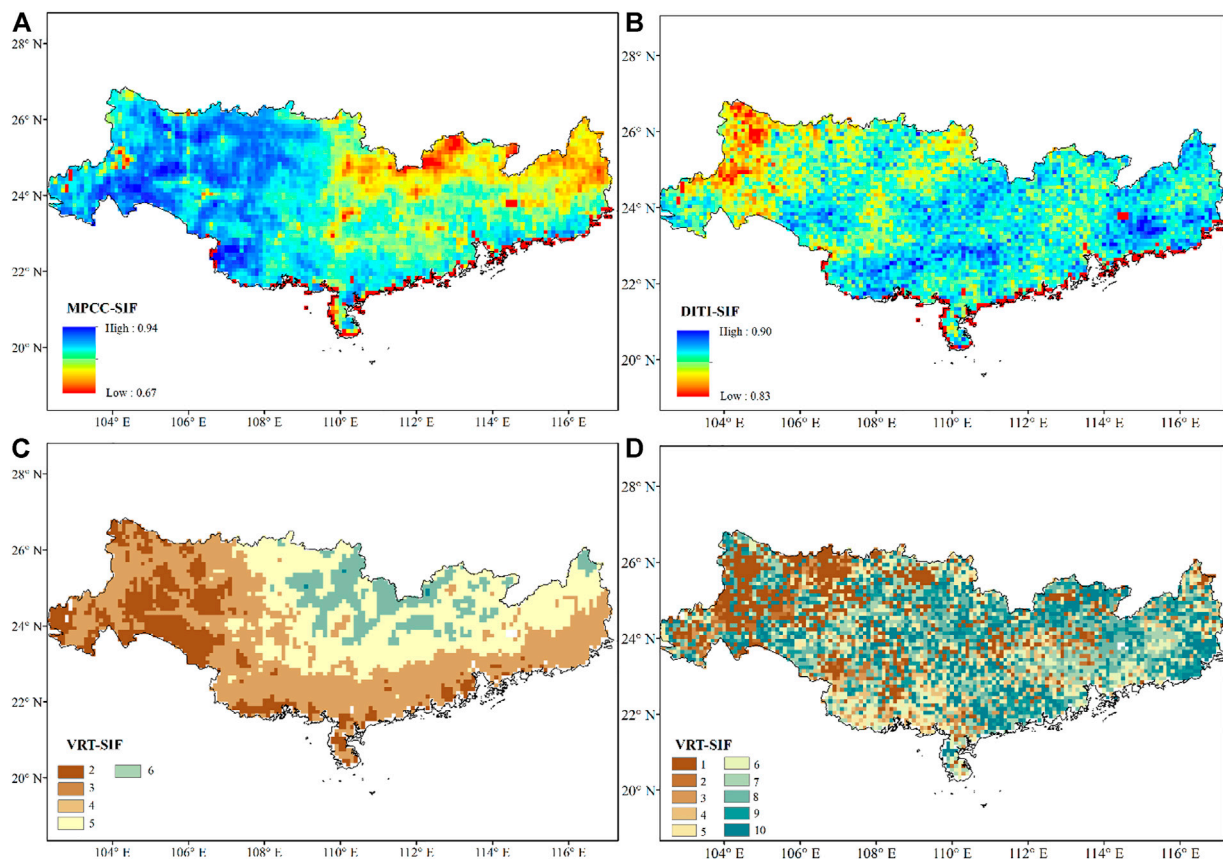 A
28° N
26° N
24° N
22° N
20° N
MPCC-SIF
High : 0.94
Low : 0.67
104° E 106° E 108° E 110° E 112° E 114° E 116° E
B
28° N
26° N
24° N
22° N
20° N
DITI-SIF
High : 0.90
Low : 0.83
104° E 106° E 108° E 110° E 112° E 114° E 116° E
C
28° N
26° N
24° N
22° N
20° N
VRT-SIF
2 6
3
4
5
104° E 106° E 108° E 110° E 112° E 114° E 116° E
D
28° N
26° N
24° N
22° N
20° N
VRT-SIF
1 6
2 7
3 8
4 9
5 10
104° E 106° E 108° E 110° E 112° E 114° E 116° E